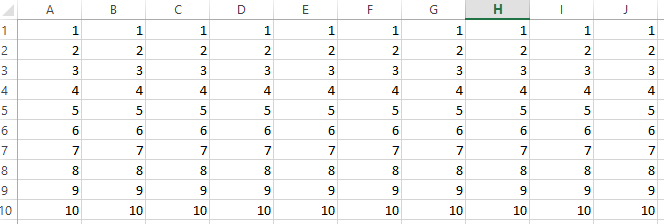 A B C D E F G H I J
1 1 1 1 1 1 1 1 1 1 1
2 2 2 2 2 2 2 2 2 2 2
3 3 3 3 3 3 3 3 3 3 3
4 4 4 4 4 4 4 4 4 4 4
5 5 5 5 5 5 5 5 5 5 5
6 6 6 6 6 6 6 6 6 6 6
7 7 7 7 7 7 7 7 7 7 7
8 8 8 8 8 8 8 8 8 8 8
9 9 9 9 9 9 9 9 9 9 9
10 10 10 10 10 10 10 10 10 10 10